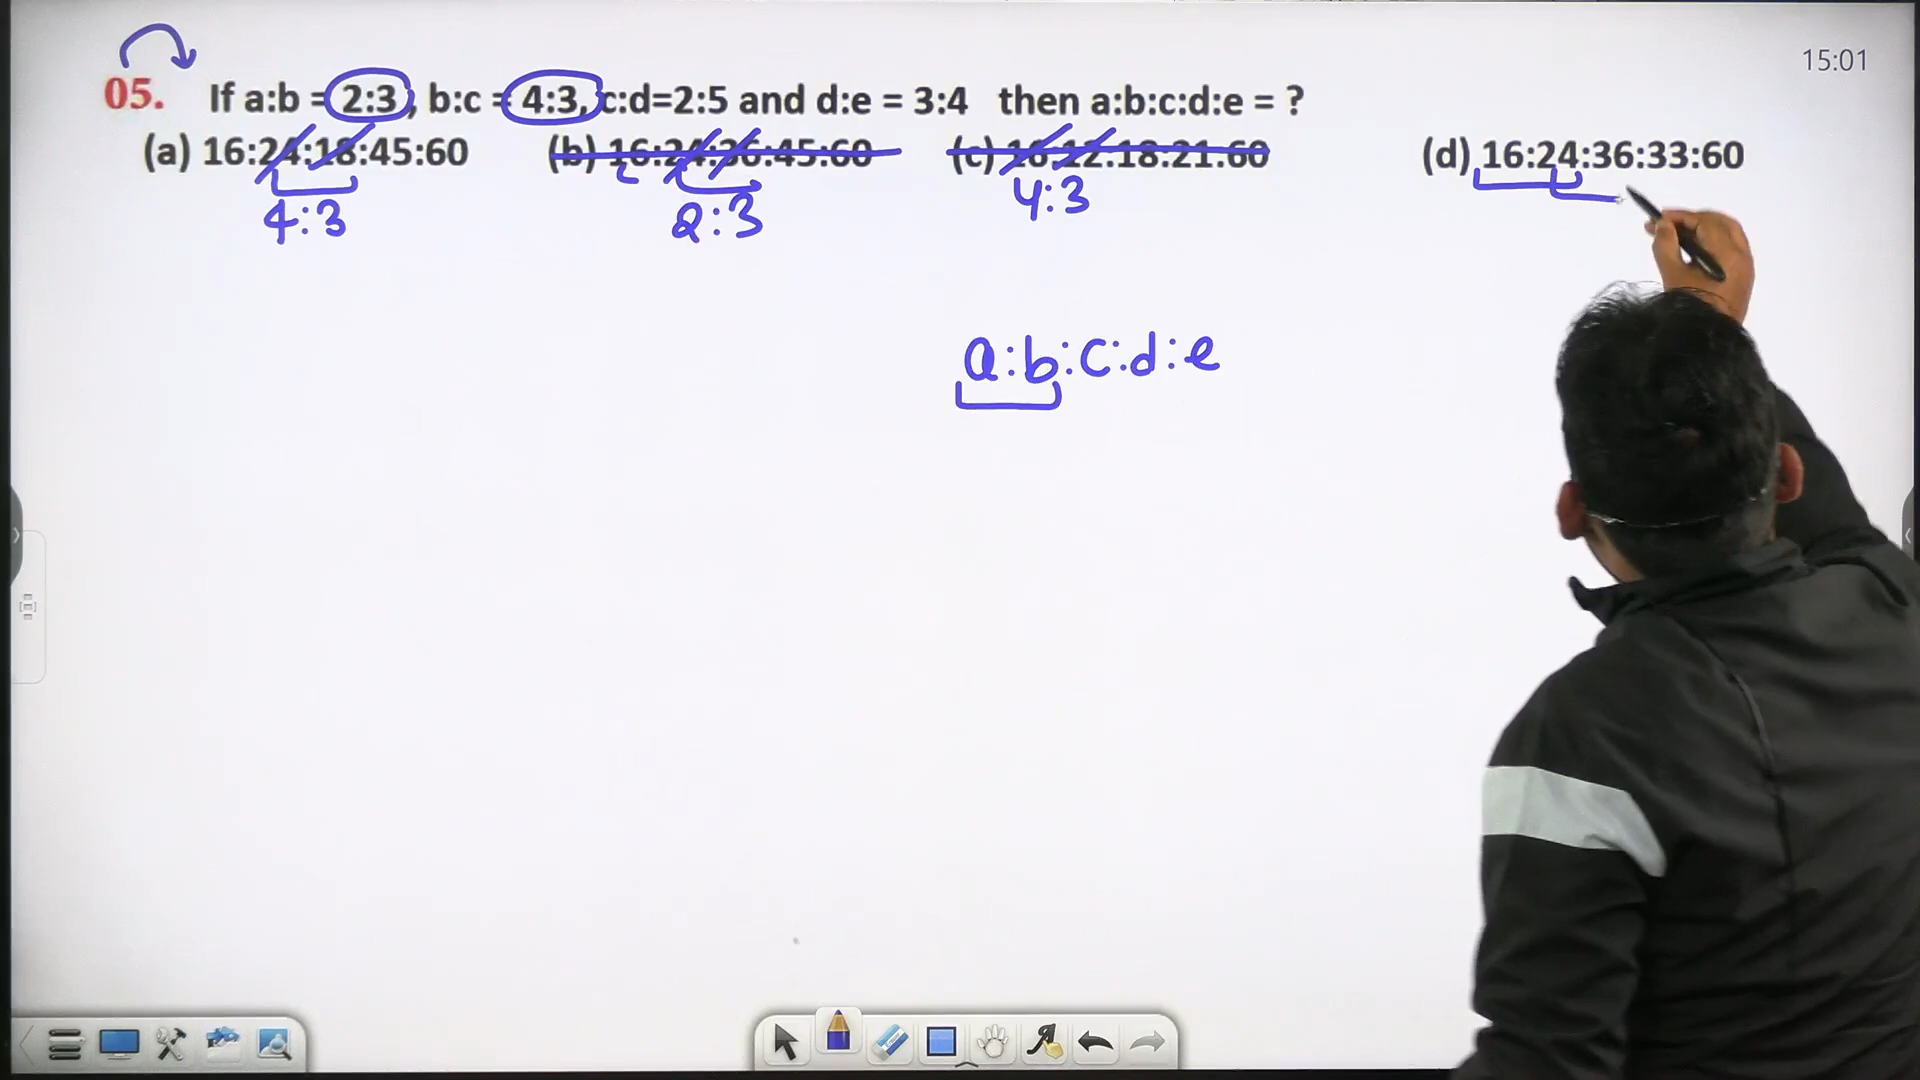 15:01
05. If a:b = 2:3, b:c = 4:3, c:d=2:5 and d:e = 3:4 then a:b:c:d:e = ?
(a) 16:24:18:45:60 (b) 16:24:36:45:60 (c) 16:12:18:21:60 (d) 16:24:36:33:60
4:3 2:3 4:3
a:b:c:d:e